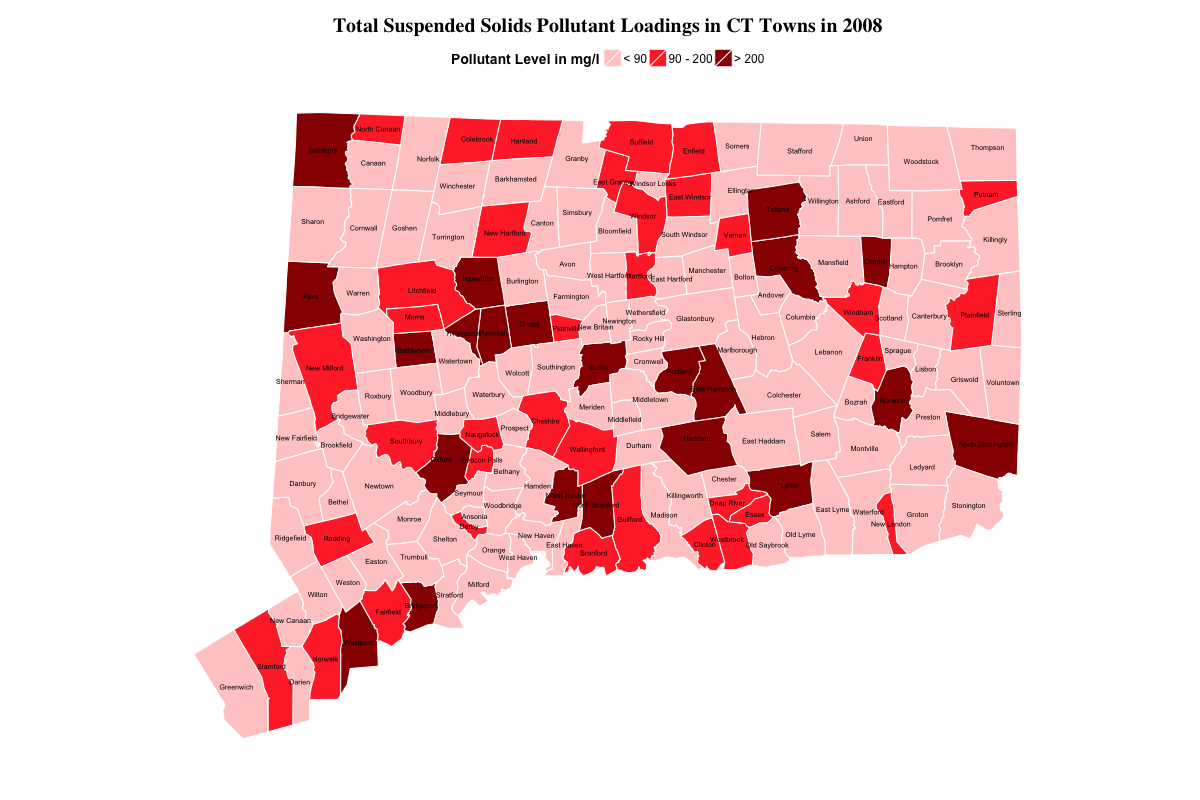 Total Suspended Solids Pollutant Loadings in CT Towns in 2008
Pollutant Level in mg/l < 90 90 - 200 > 200
North Canaan
Colebrook
Hartland
Suffield
Enfield
Somers
Stafford
Union
Woodstock
Thompson
Salisbury
Canaan
Norfolk
Granby
Winchester
Barkhamsted
East Granby
Windsor Locks
East Windsor
Ellington
Tolland
Willington
Ashford
Eastford
Putnam
Pomfret
Sharon
Cornwall
Goshen
Torrington
New Hartford
Canton
Simsbury
Bloomfield
Windsor
South Windsor
Vernon
Killingly
Kent
Warren
Litchfield
Harwinton
Burlington
Avon
West Hartford
Hartford
East Hartford
Manchester
Bolton
Coventry
Mansfield
Chaplin
Hampton
Brooklyn
Farmington
Andover
Morris
Plymouth
Bristol
Plainville
New Britain
Newington
Wethersfield
Glastonbury
Columbia
Windham
Scotland
Canterbury
Plainfield
Sterling
Washington
Bethlehem
Watertown
Wolcott
Southington
Berlin
Rocky Hill
Cromwell
Portland
Marlborough
Hebron
Lebanon
Franklin
Sprague
Lisbon
Griswold
Voluntown
New Milford
Sherman
Roxbury
Woodbury
Waterbury
Middlebury
Meriden
Middletown
Middlefield
East Hampton
Colchester
Bozrah
Norwich
Preston
Bridgewater
New Fairfield
Brookfield
Southbury
Naugatuck
Prospect
Cheshire
Wallingford
Durham
Haddam
East Haddam
Salem
Montville
Ledyard
North Stonington
Danbury
Bethel
Newtown
Oxford
Beacon Falls
Bethany
Hamden
North Haven
North Branford
Guilford
Madison
Killingworth
Chester
Deep River
Essex
Lyme
East Lyme
Waterford
New London
Groton
Stonington
Seymour
Woodbridge
Ansonia
Derby
Monroe
Shelton
Ridgefield
Redding
Easton
Trumbull
Orange
West Haven
New Haven
East Haven
Branford
Clinton
Westbrook
Old Saybrook
Old Lyme
Wilton
Weston
Milford
Stratford
Bridgeport
Fairfield
New Canaan
Westport
Norwalk
Stamford
Darien
Greenwich